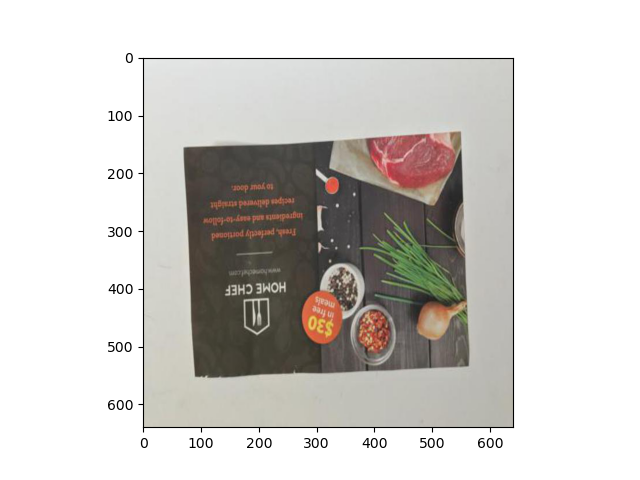 0
100
200
300
400
500
600
HOME CHEF
www.homechef.com
Fresh, perfectly portioned
ingredients and easy-to-follow
recipes delivered straight
to your door.
$30
in free
meals
0 100 200 300 400 500 600